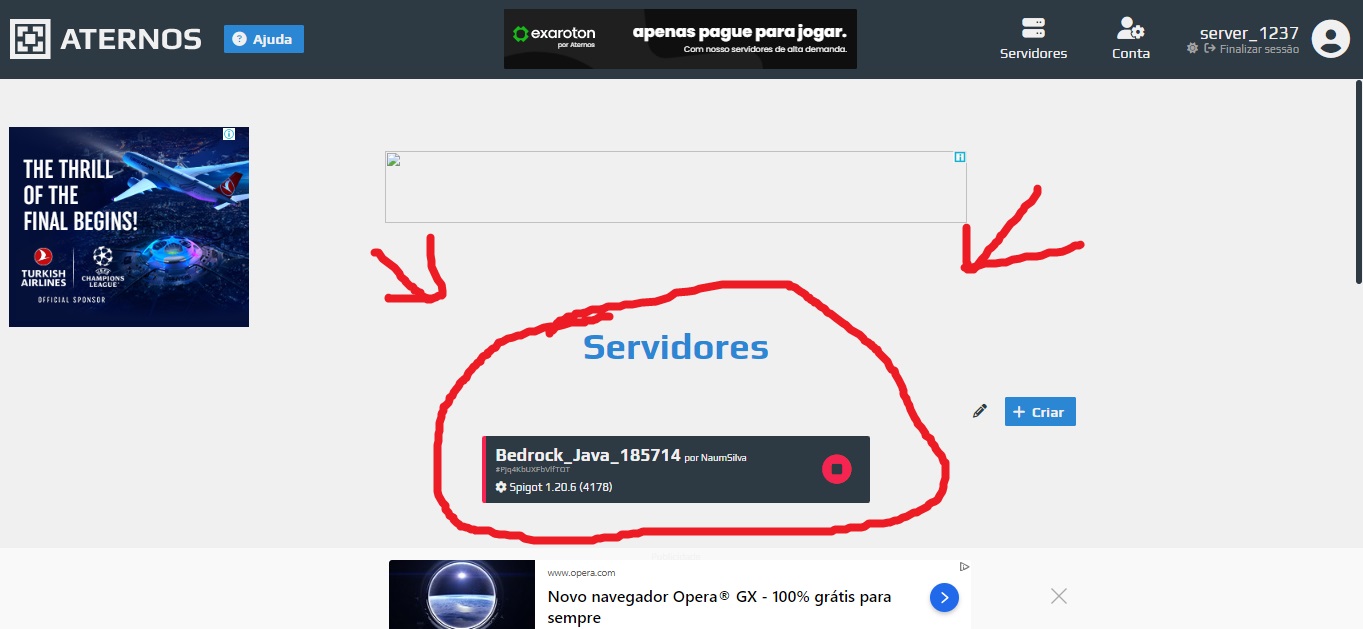 ATERNOS
Ajuda
exaroton
por Aternos
apenas pague para jogar.
Com nosso servidores de alta demanda.
Servidores
Conta
server_1237
Finalizar sessão
THE THRILL
OF THE
FINAL BEGINS!
TURKISH
AIRLINES
CHAMPIONS
LEAGUE
OFFICIAL SPONSOR
Servidores
Criar
Bedrock_Java_185714 por NaumSilva
Spigot 1.20.6 (4178)
Publicidade
www.opera.com
Novo navegador Opera® GX - 100% grátis para
sempre